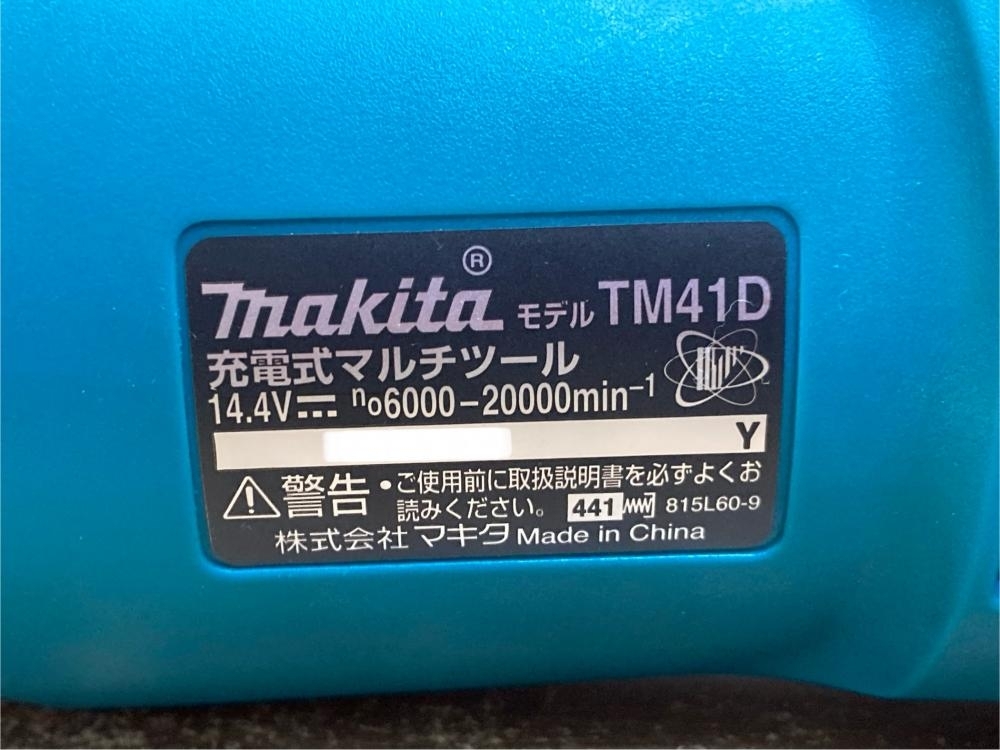 makita® モデル TM41D
充電式マルチツール
14.4V⎓ n₀6000-20000min⁻¹
Y
⚠警告 •ご使用前に取扱説明書を必ずよくお
読みください。 441 815L60-9
株式会社マキタ Made in China